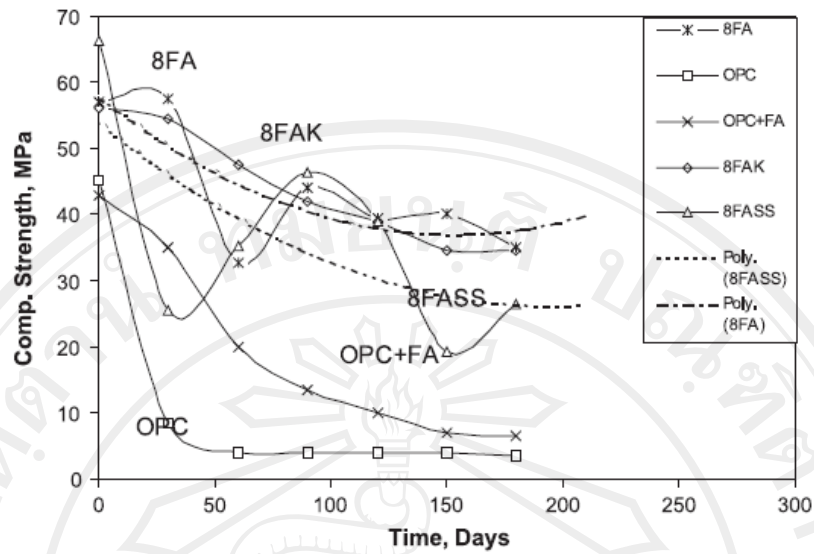 70
60
50
40
30
20
10
0
Comp. Strength, MPa
0
50
100
150
200
250
300
Time, Days
8FA
8FAK
8FASS
OPC+FA
OPC
8FA
OPC
OPC+FA
8FAK
8FASS
Poly.
(8FASS)
Poly.
(8FA)